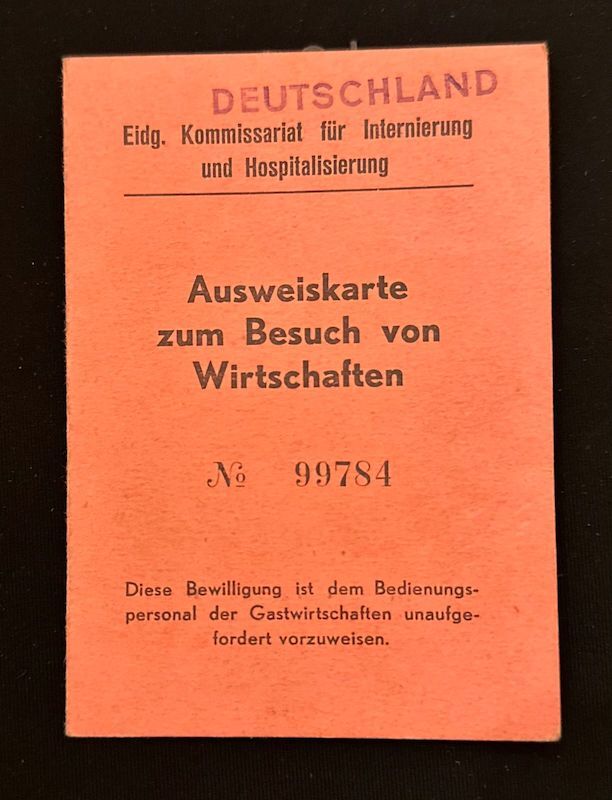 DEUTSCHLAND
Eidg. Kommissariat für Internierung
und Hospitalisierung
Ausweiskarte
zum Besuch von
Wirtschaften
№ 99784
Diese Bewilligung ist dem Bedienungs-
personal der Gastwirtschaften unaufge-
fordert vorzuweisen.